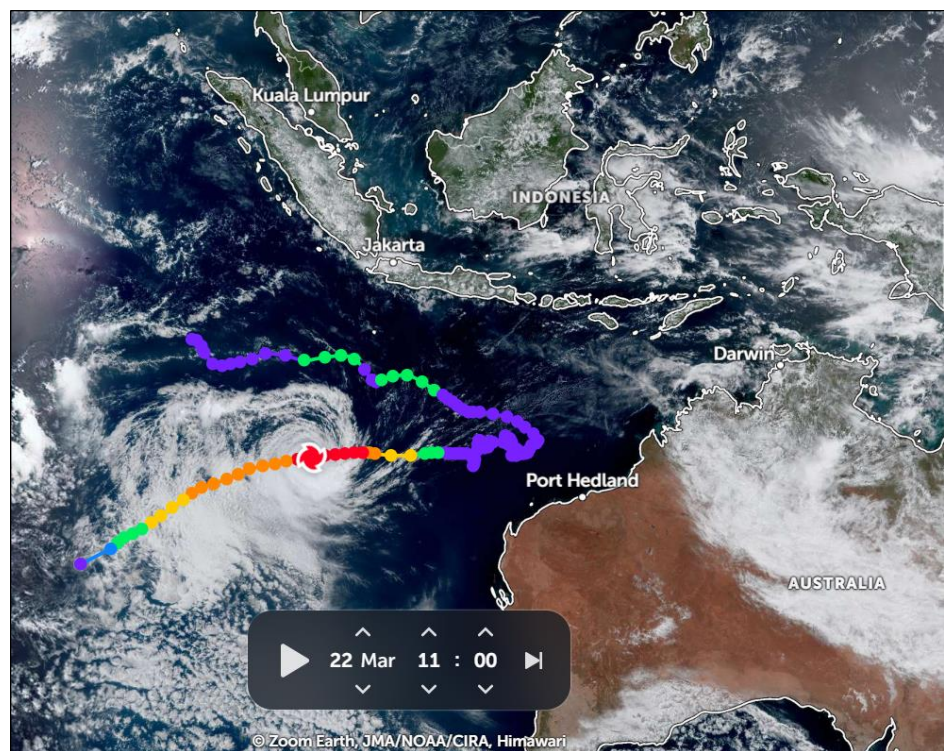 Kuala Lumpur
INDONESIA
Jakarta
Darwin
Port Hedland
AUSTRALIA
22 Mar 11 : 00
© Zoom Earth, JMA/NOAA/CIRA, Himawari